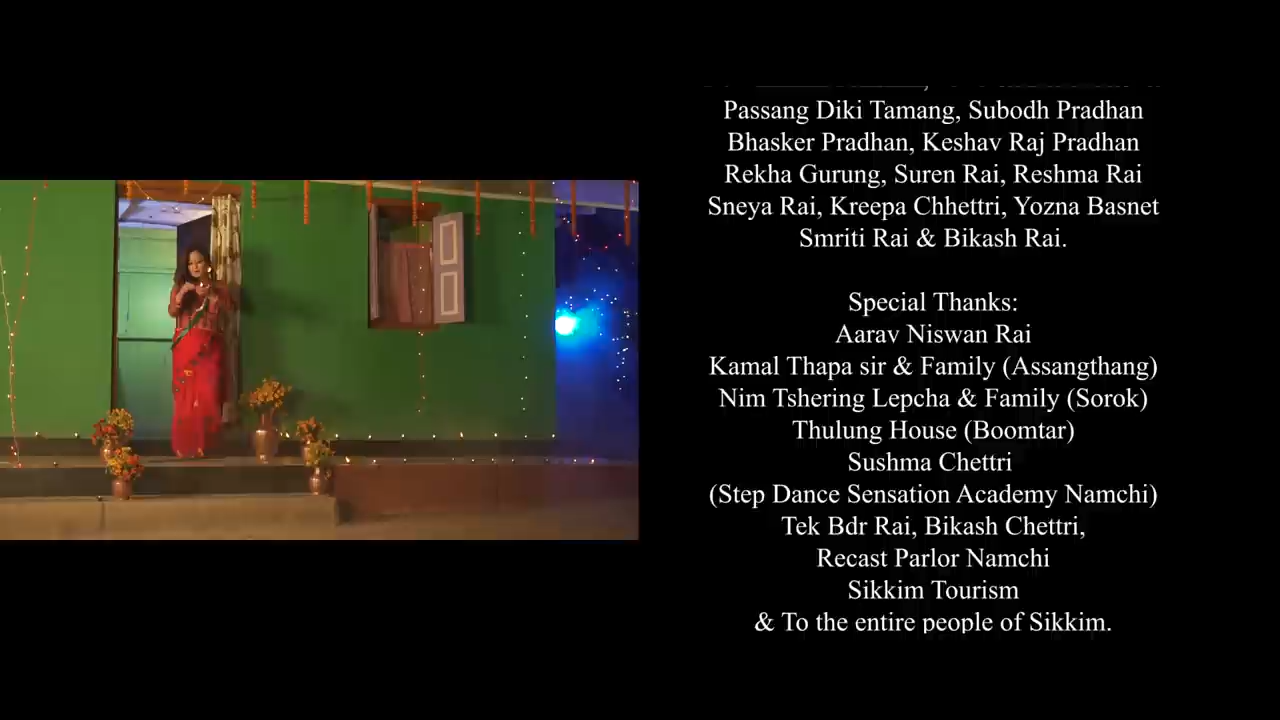 Passang Diki Tamang, Subodh Pradhan
Bhasker Pradhan, Keshav Raj Pradhan
Rekha Gurung, Suren Rai, Reshma Rai
Sneya Rai, Kreepa Chhettri, Yozna Basnet
Smriti Rai & Bikash Rai.
Special Thanks:
Aarav Niswan Rai
Kamal Thapa sir & Family (Assangthang)
Nim Tshering Lepcha & Family (Sorok)
Thulung House (Boomtar)
Sushma Chettri
(Step Dance Sensation Academy Namchi)
Tek Bdr Rai, Bikash Chettri,
Recast Parlor Namchi
Sikkim Tourism
& To the entire people of Sikkim.